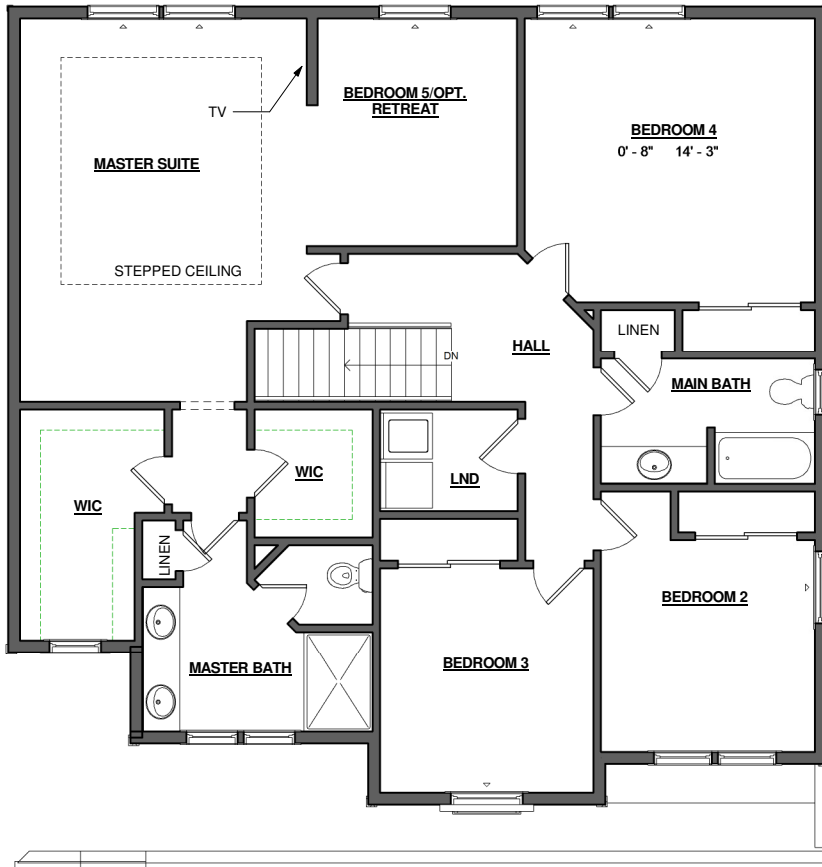 BEDROOM 5/OPT.
RETREAT
TV
BEDROOM 4
0' - 8" 14' - 3"
MASTER SUITE
STEPPED CEILING
LINEN
HALL
DN
MAIN BATH
WIC
LND
WIC
LINEN
BEDROOM 2
MASTER BATH
BEDROOM 3